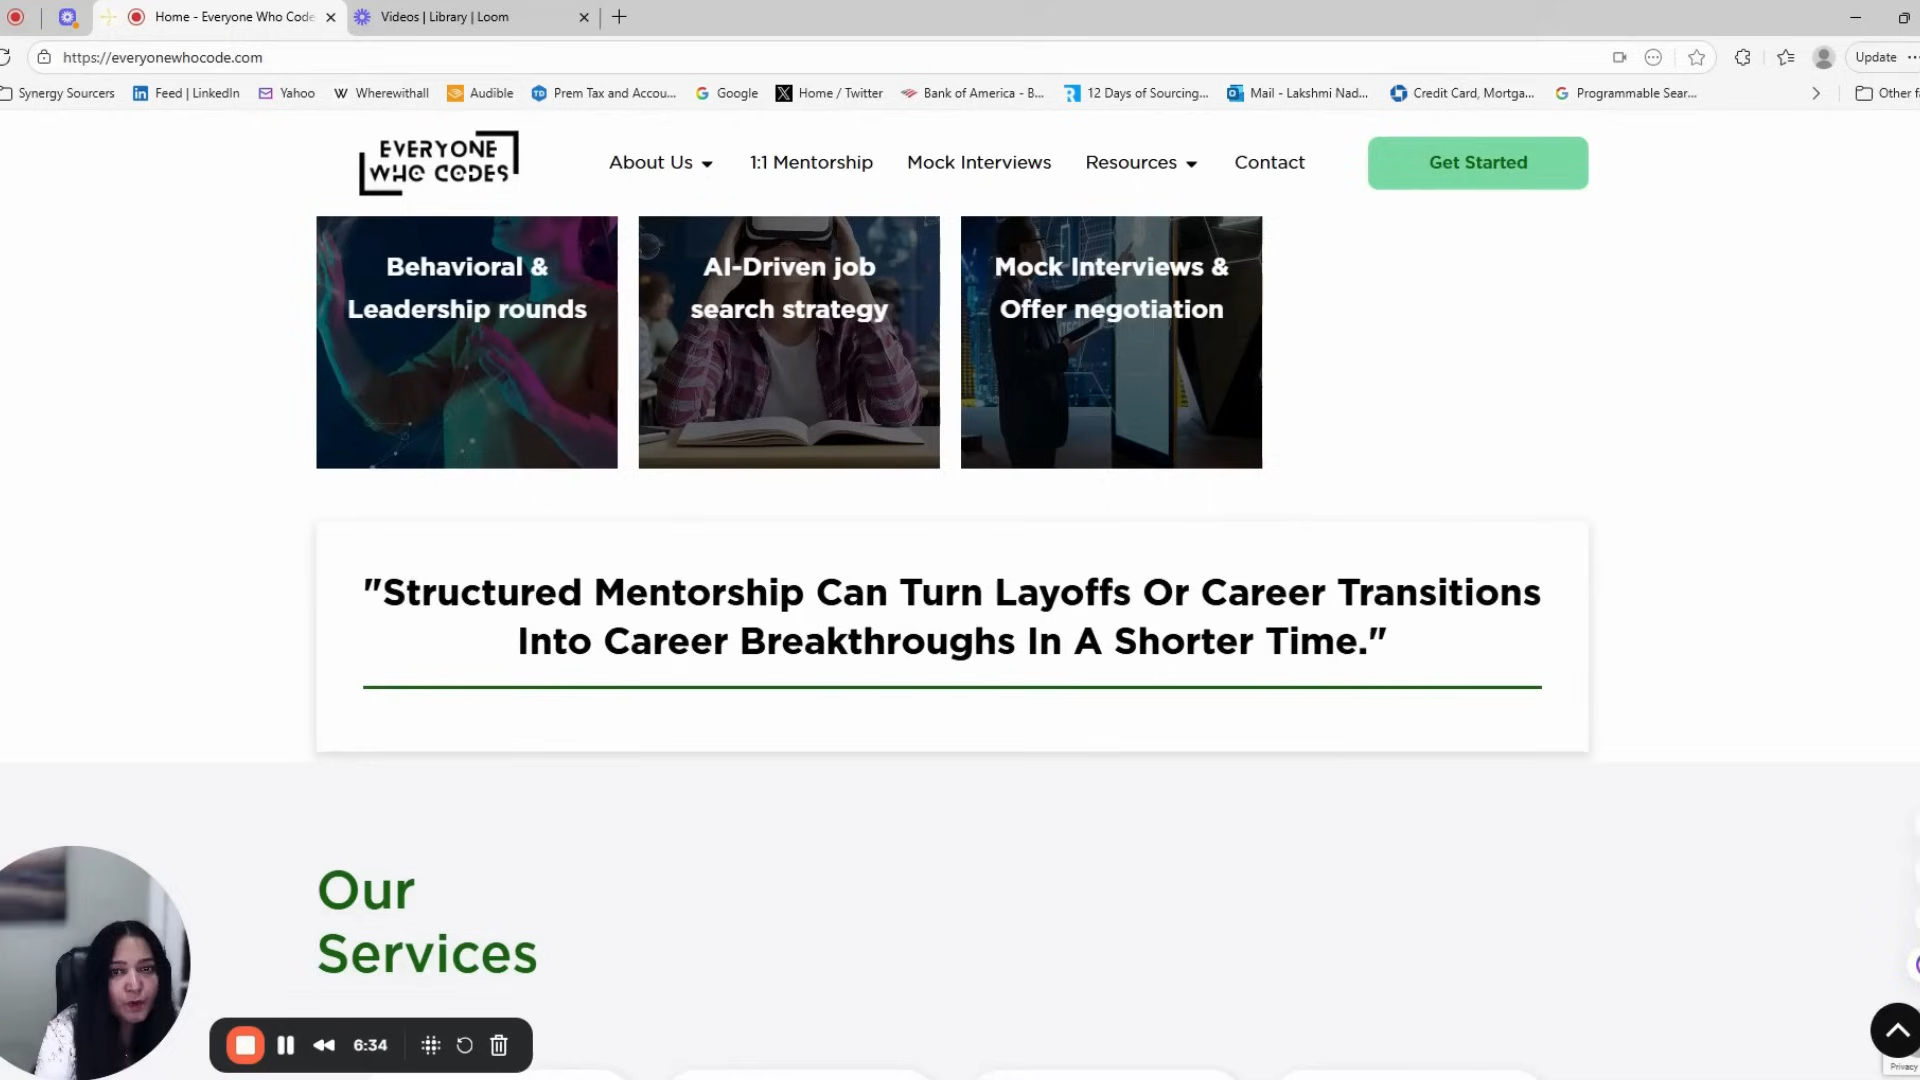 Home - Everyone Who Code
Videos | Library | Loom
https://everyonewhocode.com
Update
Synergy Sourcers
Feed | LinkedIn
Yahoo
Wherewithall
Audible
Prem Tax and Accou...
Google
Home / Twitter
Bank of America - B...
12 Days of Sourcing...
Mail - Lakshmi Nad...
Credit Card, Mortga...
Programmable Sear...
Other f
EVERYONE
WHO CODES
About Us
1:1 Mentorship
Mock Interviews
Resources
Contact
Get Started
Behavioral &
Leadership rounds
AI-Driven job
search strategy
Mock Interviews &
Offer negotiation
"Structured Mentorship Can Turn Layoffs Or Career Transitions
Into Career Breakthroughs In A Shorter Time."
Our
Services
6:34
Privacy